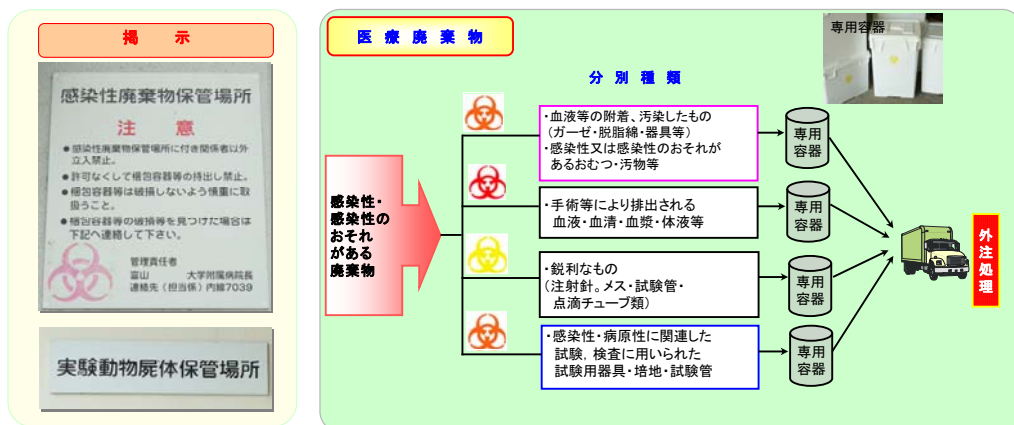 掲 示
感染性廃棄物保管場所
注 意
●感染性廃棄物保管場所に付き関係者以外
立入禁止。
●許可なくして梱包容器等の持出し禁止。
●梱包容器等は破損しないよう慎重に取
扱うこと。
●梱包容器等の破損等を見つけた場合は
下記へ連絡して下さい。
管理責任者
富山 大学附属病院長
連絡先（担当係）内線7039
実験動物屍体保管場所
医 療 廃 棄 物
専用容器
分 別 種 類
感染性・
感染性の
おそれ
がある
廃棄物
・血液等の附着、汚染したもの
（ガーゼ・脱脂綿・器具等）
・感染性又は感染性のおそれが
あるおむつ・汚物等
専用
容器
・手術等により排出される
血液・血清・血漿・体液等
専用
容器
・鋭利なもの
（注射針。メス・試験管・
点滴チューブ類）
専用
容器
・感染性・病原性に関連した
試験，検査に用いられた
試験用器具・培地・試験管
専用
容器
外注処理